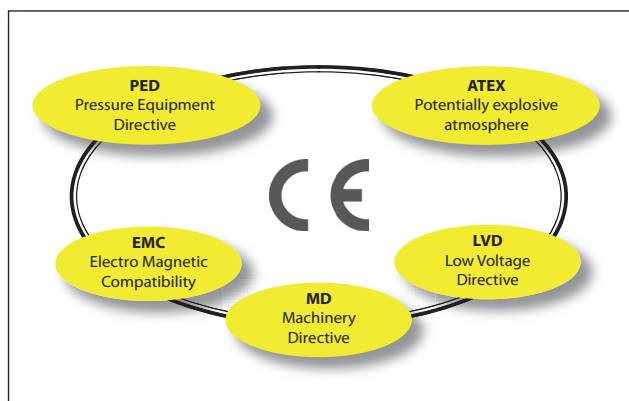 PED
Pressure Equipment
Directive
ATEX
Potentially explosive
atmosphere
CE
EMC
Electro Magnetic
Compatibility
LVD
Low Voltage
Directive
MD
Machinery
Directive